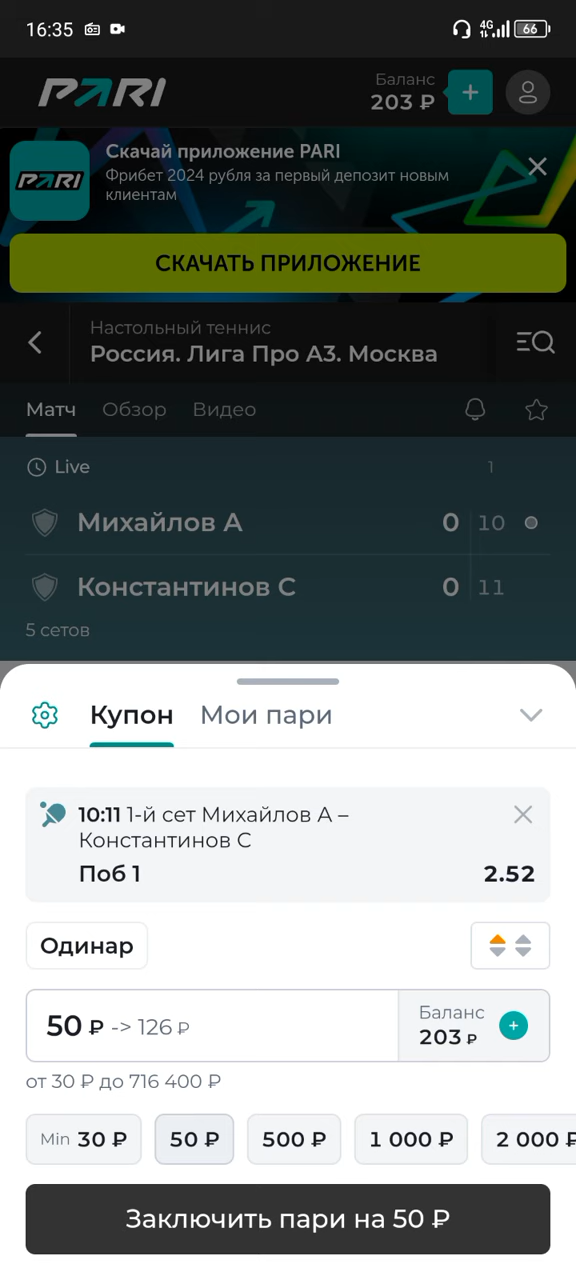 16:35
4G
66
PARI
Баланс
203 ₽
Скачай приложение PARI
PARI
Фрибет 2024 рубля за первый депозит новым
клиентам
СКАЧАТЬ ПРИЛОЖЕНИЕ
Настольный теннис
Россия. Лига Про А3. Москва
Матч Обзор Видео
Live 1
Михайлов А 0 10
Константинов С 0 11
5 сетов
Купон Мои пари
10:11 1-й сет Михайлов А –
Константинов С
Поб 1 2.52
Одинар
50 ₽ -> 126 ₽
Баланс
203 ₽
от 30 ₽ до 716 400 ₽
Min 30 ₽ 50 ₽ 500 ₽ 1 000 ₽ 2 000 ₽
Заключить пари на 50 ₽